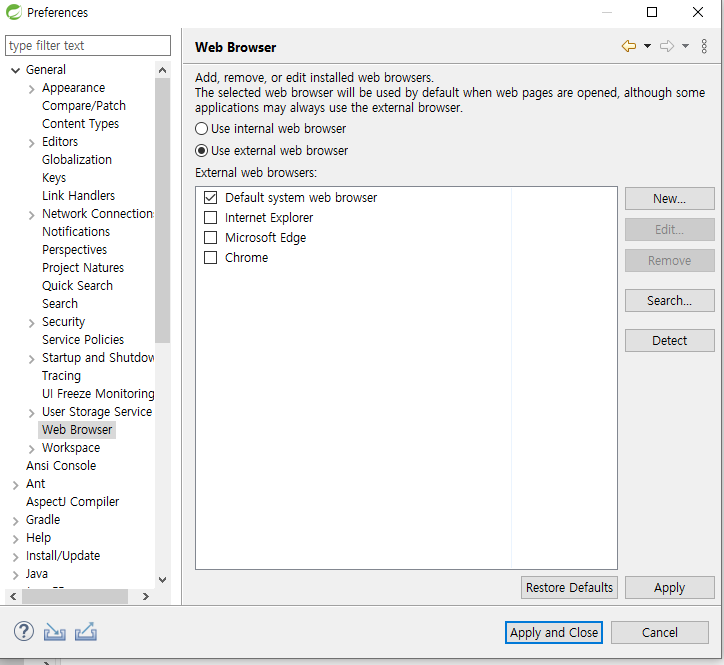 Preferences
type filter text
General
Appearance
Compare/Patch
Content Types
Editors
Globalization
Keys
Link Handlers
Network Connection
Notifications
Perspectives
Project Natures
Quick Search
Search
Security
Service Policies
Startup and Shutdow
Tracing
UI Freeze Monitoring
User Storage Service
Web Browser
Workspace
Ansi Console
Ant
AspectJ Compiler
Gradle
Help
Install/Update
Java
Web Browser
Add, remove, or edit installed web browsers.
The selected web browser will be used by default when web pages are opened, although some
applications may always use the external browser.
Use internal web browser
Use external web browser
External web browsers:
Default system web browser
Internet Explorer
Microsoft Edge
Chrome
New...
Edit...
Remove
Search...
Detect
Restore Defaults
Apply
Apply and Close
Cancel